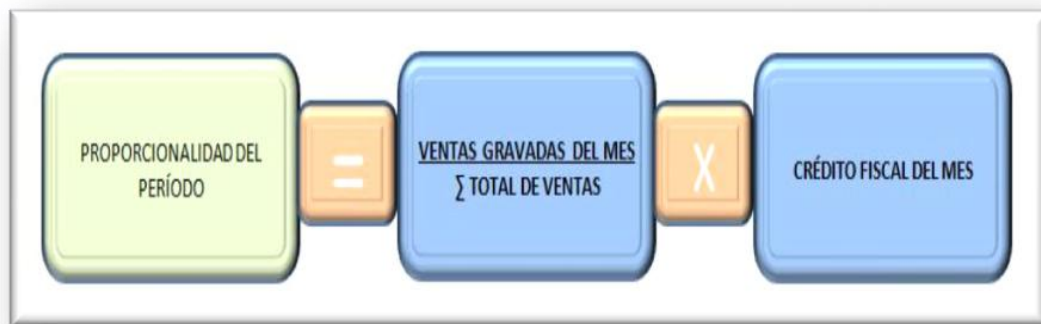 PROPORCIONALIDAD DEL
PERÍODO
=
VENTAS GRAVADAS DEL MES
∑ TOTAL DE VENTAS
X
CRÉDITO FISCAL DEL MES